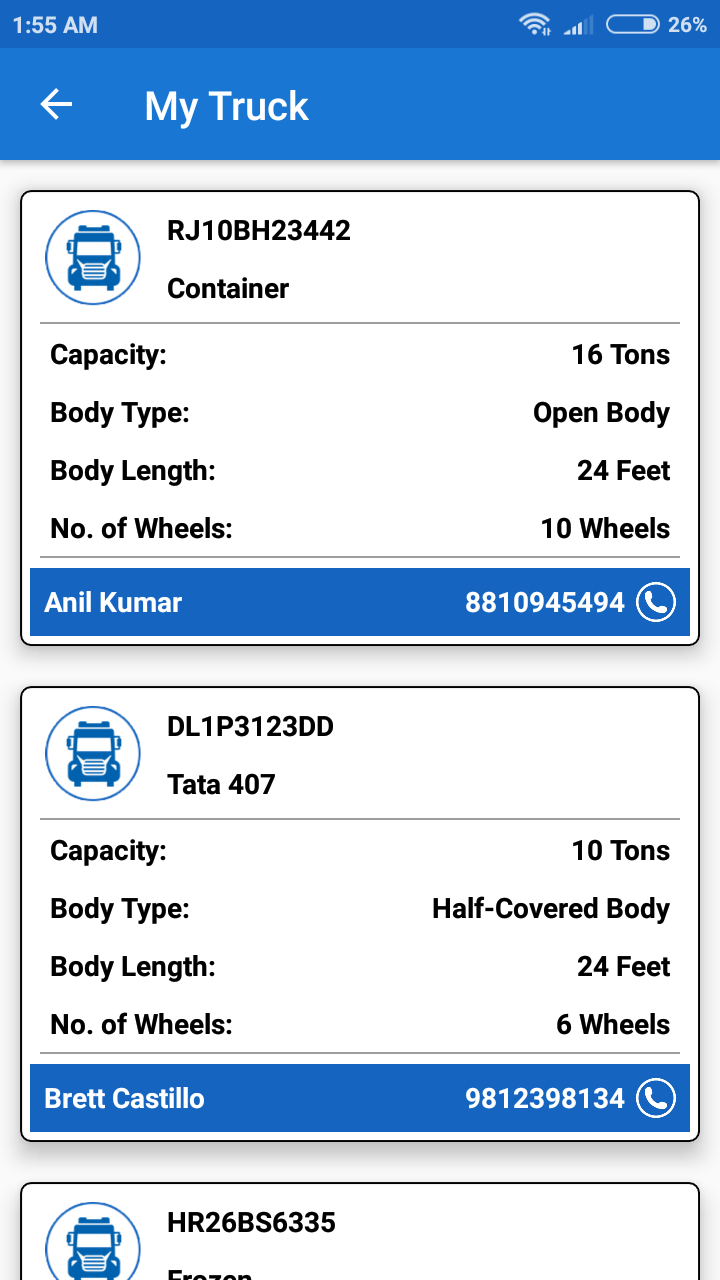 1:55 AM 26%
My Truck
RJ10BH23442
Container
Capacity: 16 Tons
Body Type: Open Body
Body Length: 24 Feet
No. of Wheels: 10 Wheels
Anil Kumar 8810945494
DL1P3123DD
Tata 407
Capacity: 10 Tons
Body Type: Half-Covered Body
Body Length: 24 Feet
No. of Wheels: 6 Wheels
Brett Castillo 9812398134
HR26BS6335
Frozen